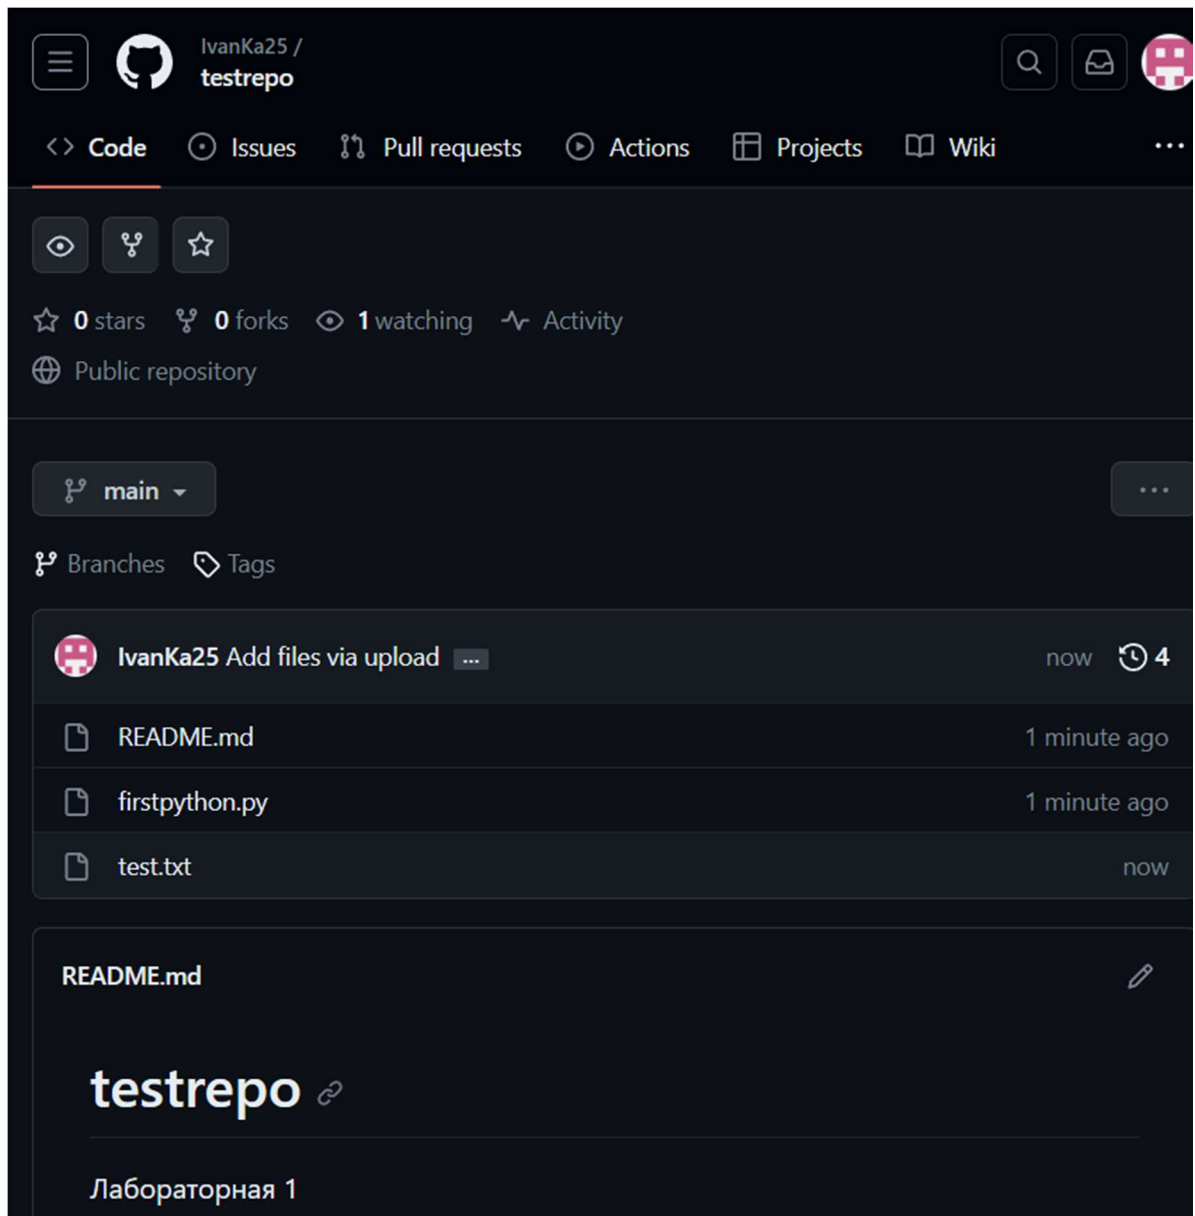 IvanKa25 /
testrepo
Code Issues Pull requests Actions Projects Wiki ...
0 stars 0 forks 1 watching Activity
Public repository
main ...
Branches Tags
IvanKa25 Add files via upload ... now 4
README.md 1 minute ago
firstpython.py 1 minute ago
test.txt now
README.md
testrepo
Лабораторная 1